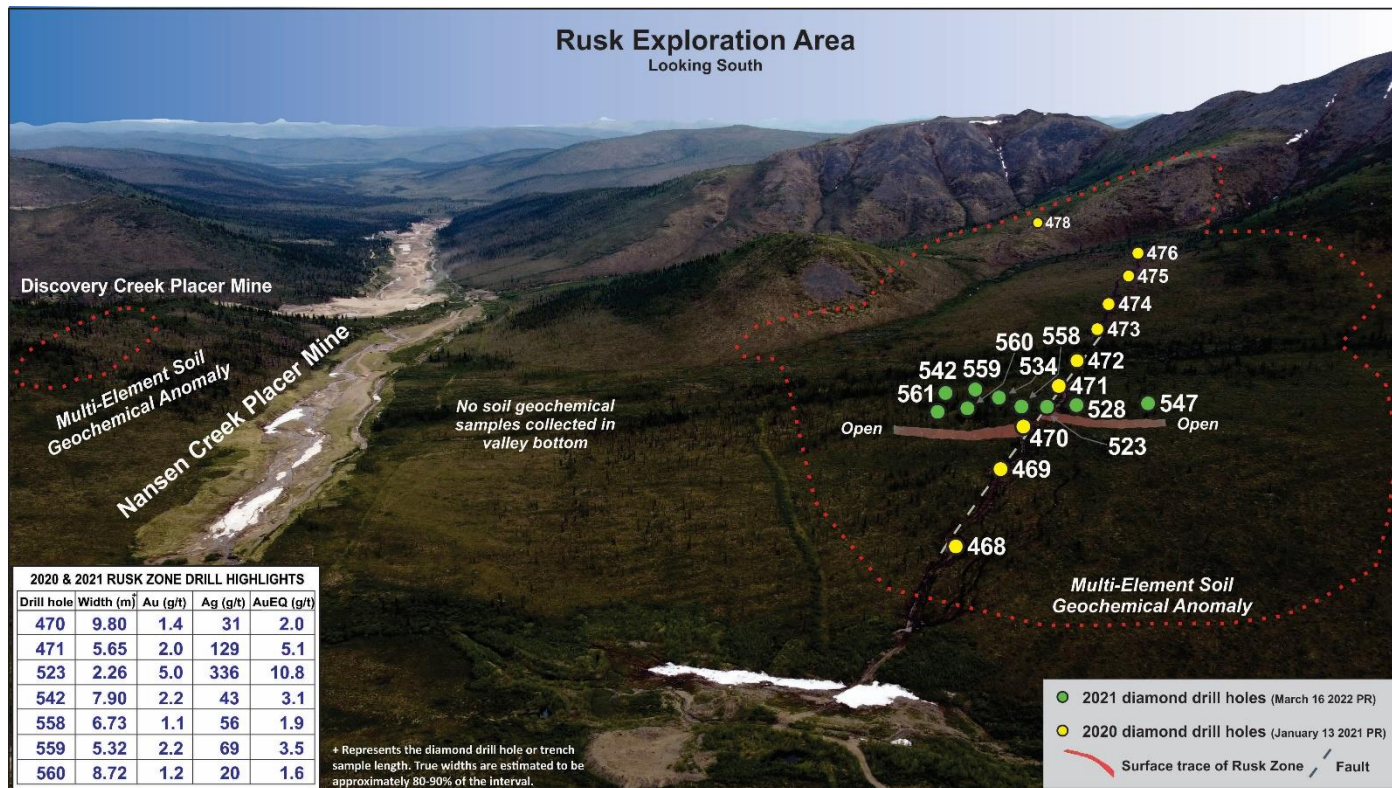 Rusk Exploration Area
Looking South
478
476
475
474
473
472
471
560
558
542
559
534
561
528
547
Open
470
Open
523
469
468
Discovery Creek Placer Mine
Multi-Element Soil
Geochemical Anomaly
Nansen Creek Placer Mine
No soil geochemical
samples collected in
valley bottom
Multi-Element Soil
Geochemical Anomaly
2020 & 2021 RUSK ZONE DRILL HIGHLIGHTS
Drill hole Width (m)+ Au (g/t) Ag (g/t) AuEQ (g/t)
470 9.80 1.4 31 2.0
471 5.65 2.0 129 5.1
523 2.26 5.0 336 10.8
542 7.90 2.2 43 3.1
558 6.73 1.1 56 1.9
559 5.32 2.2 69 3.5
560 8.72 1.2 20 1.6
+ Represents the diamond drill hole or trench
sample length. True widths are estimated to be
approximately 80-90% of the interval.
2021 diamond drill holes (March 16 2022 PR)
2020 diamond drill holes (January 13 2021 PR)
Surface trace of Rusk Zone
Fault